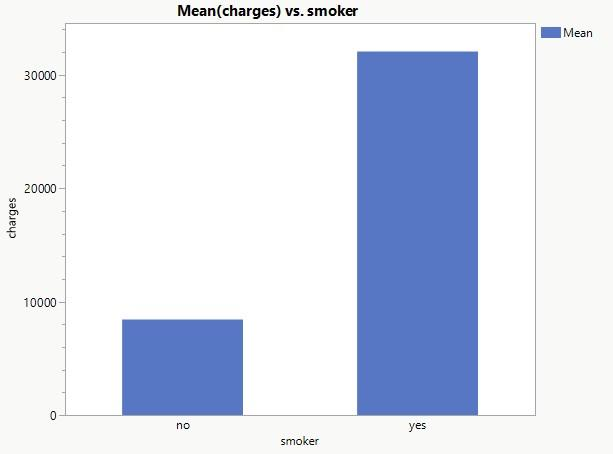 Mean(charges) vs. smoker
Mean
30000
20000
10000
0
charges
no yes
smoker